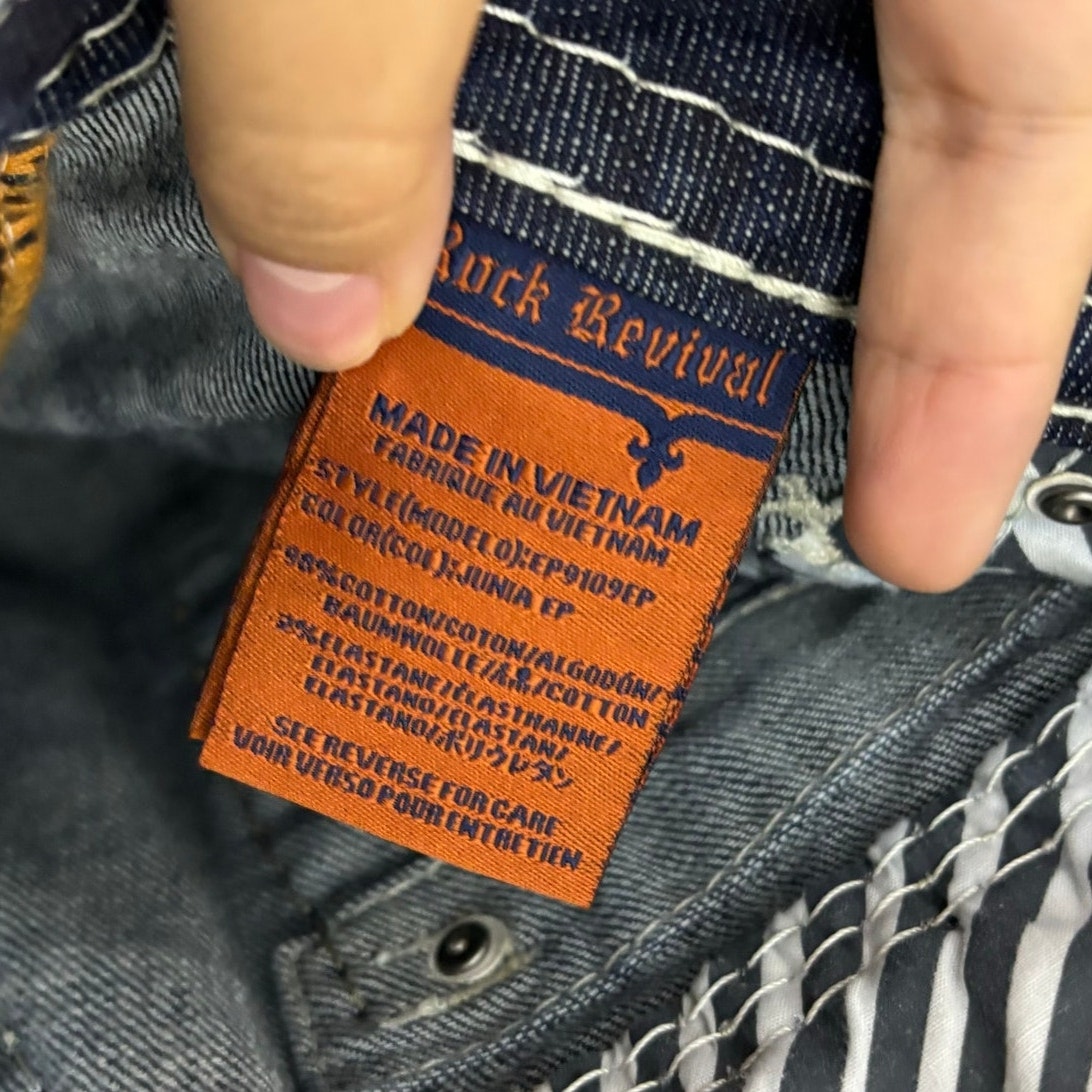 Rock Revival
MADE IN VIETNAM
FABRIQUE AU VIETNAM
STYLE(MODELO):EP9109EP
COLOR(COL):JUNIA EP
98%COTTON/COTON/ALGODÓN/
BAUMWOLLE/綿/COTTON
2%ELASTANE/ÉLASTHANNE/
ELASTANO/ELASTAN/
ELASTANO/ポリウレタン
SEE REVERSE FOR CARE
VOIR VERSO POUR ENTRETIEN